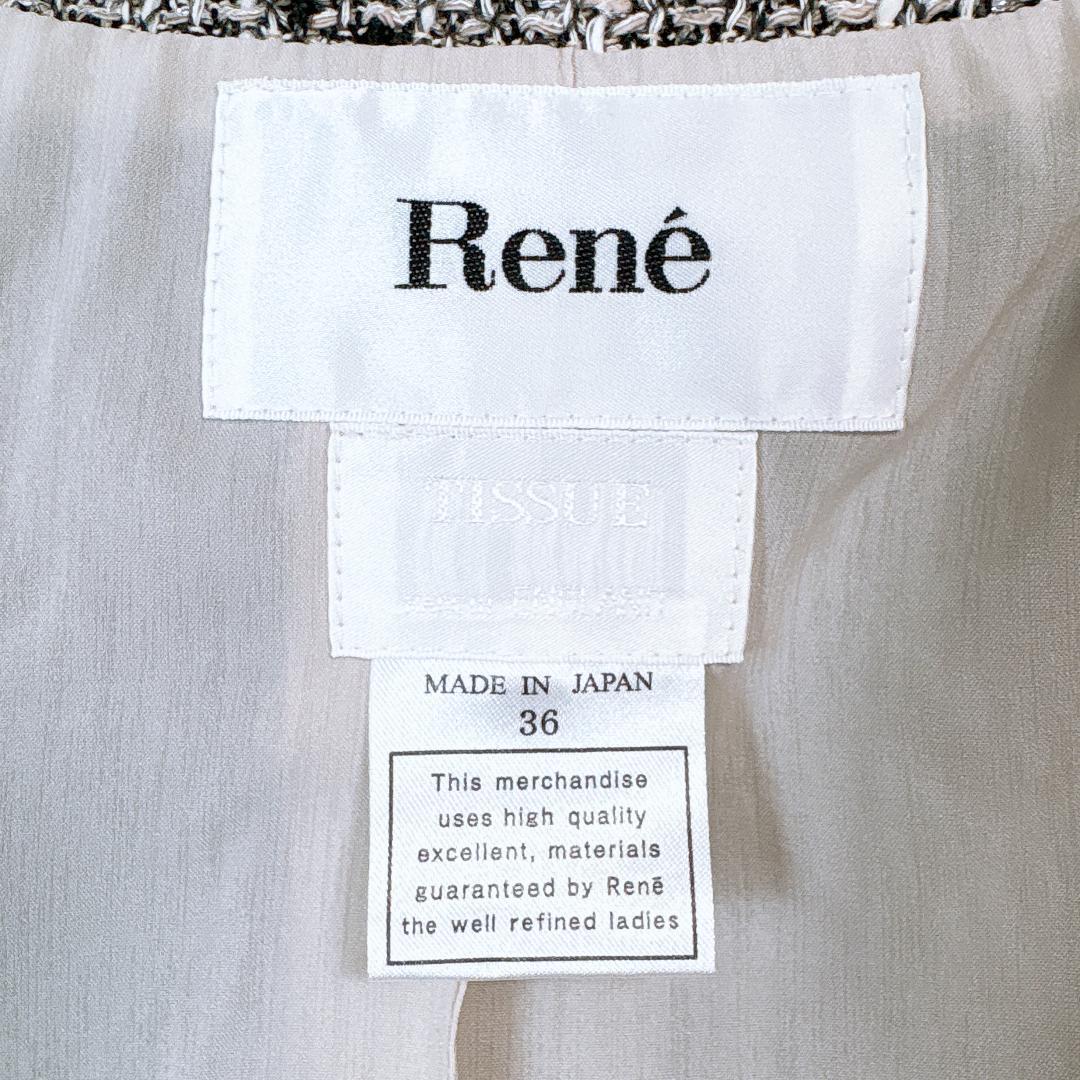 René
TISSUE
MADE IN JAPAN
36
This merchandise
uses high quality
excellent, materials
guaranteed by Renē
the well refined ladies